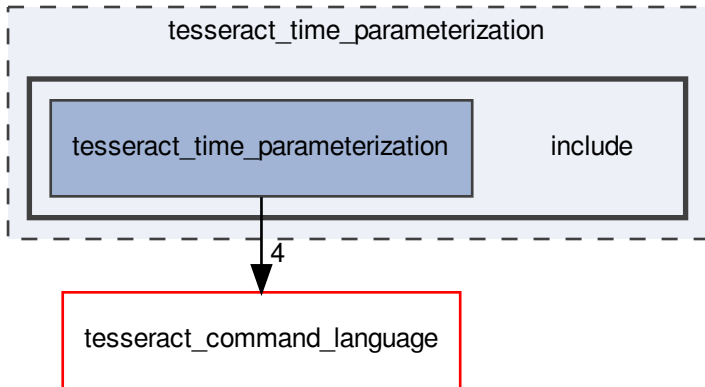 tesseract_time_parameterization
tesseract_time_parameterization
include
4
tesseract_command_language